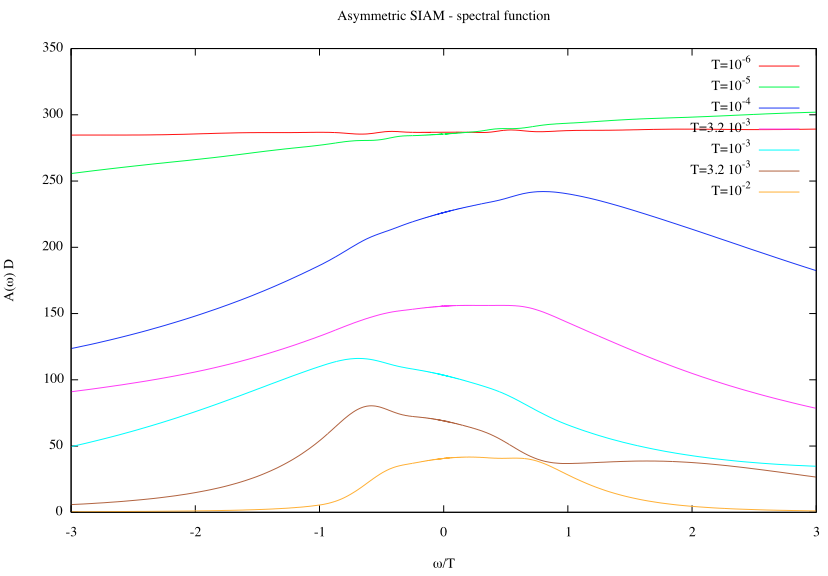 Asymmetric SIAM - spectral function
350
300
250
200
150
100
50
0
A(ω) D
T=10^-6
T=10^-5
T=10^-4
T=3.2 10^-3
T=10^-3
T=3.2 10^-3
T=10^-2
-3 -2 -1 0 1 2 3
ω/T